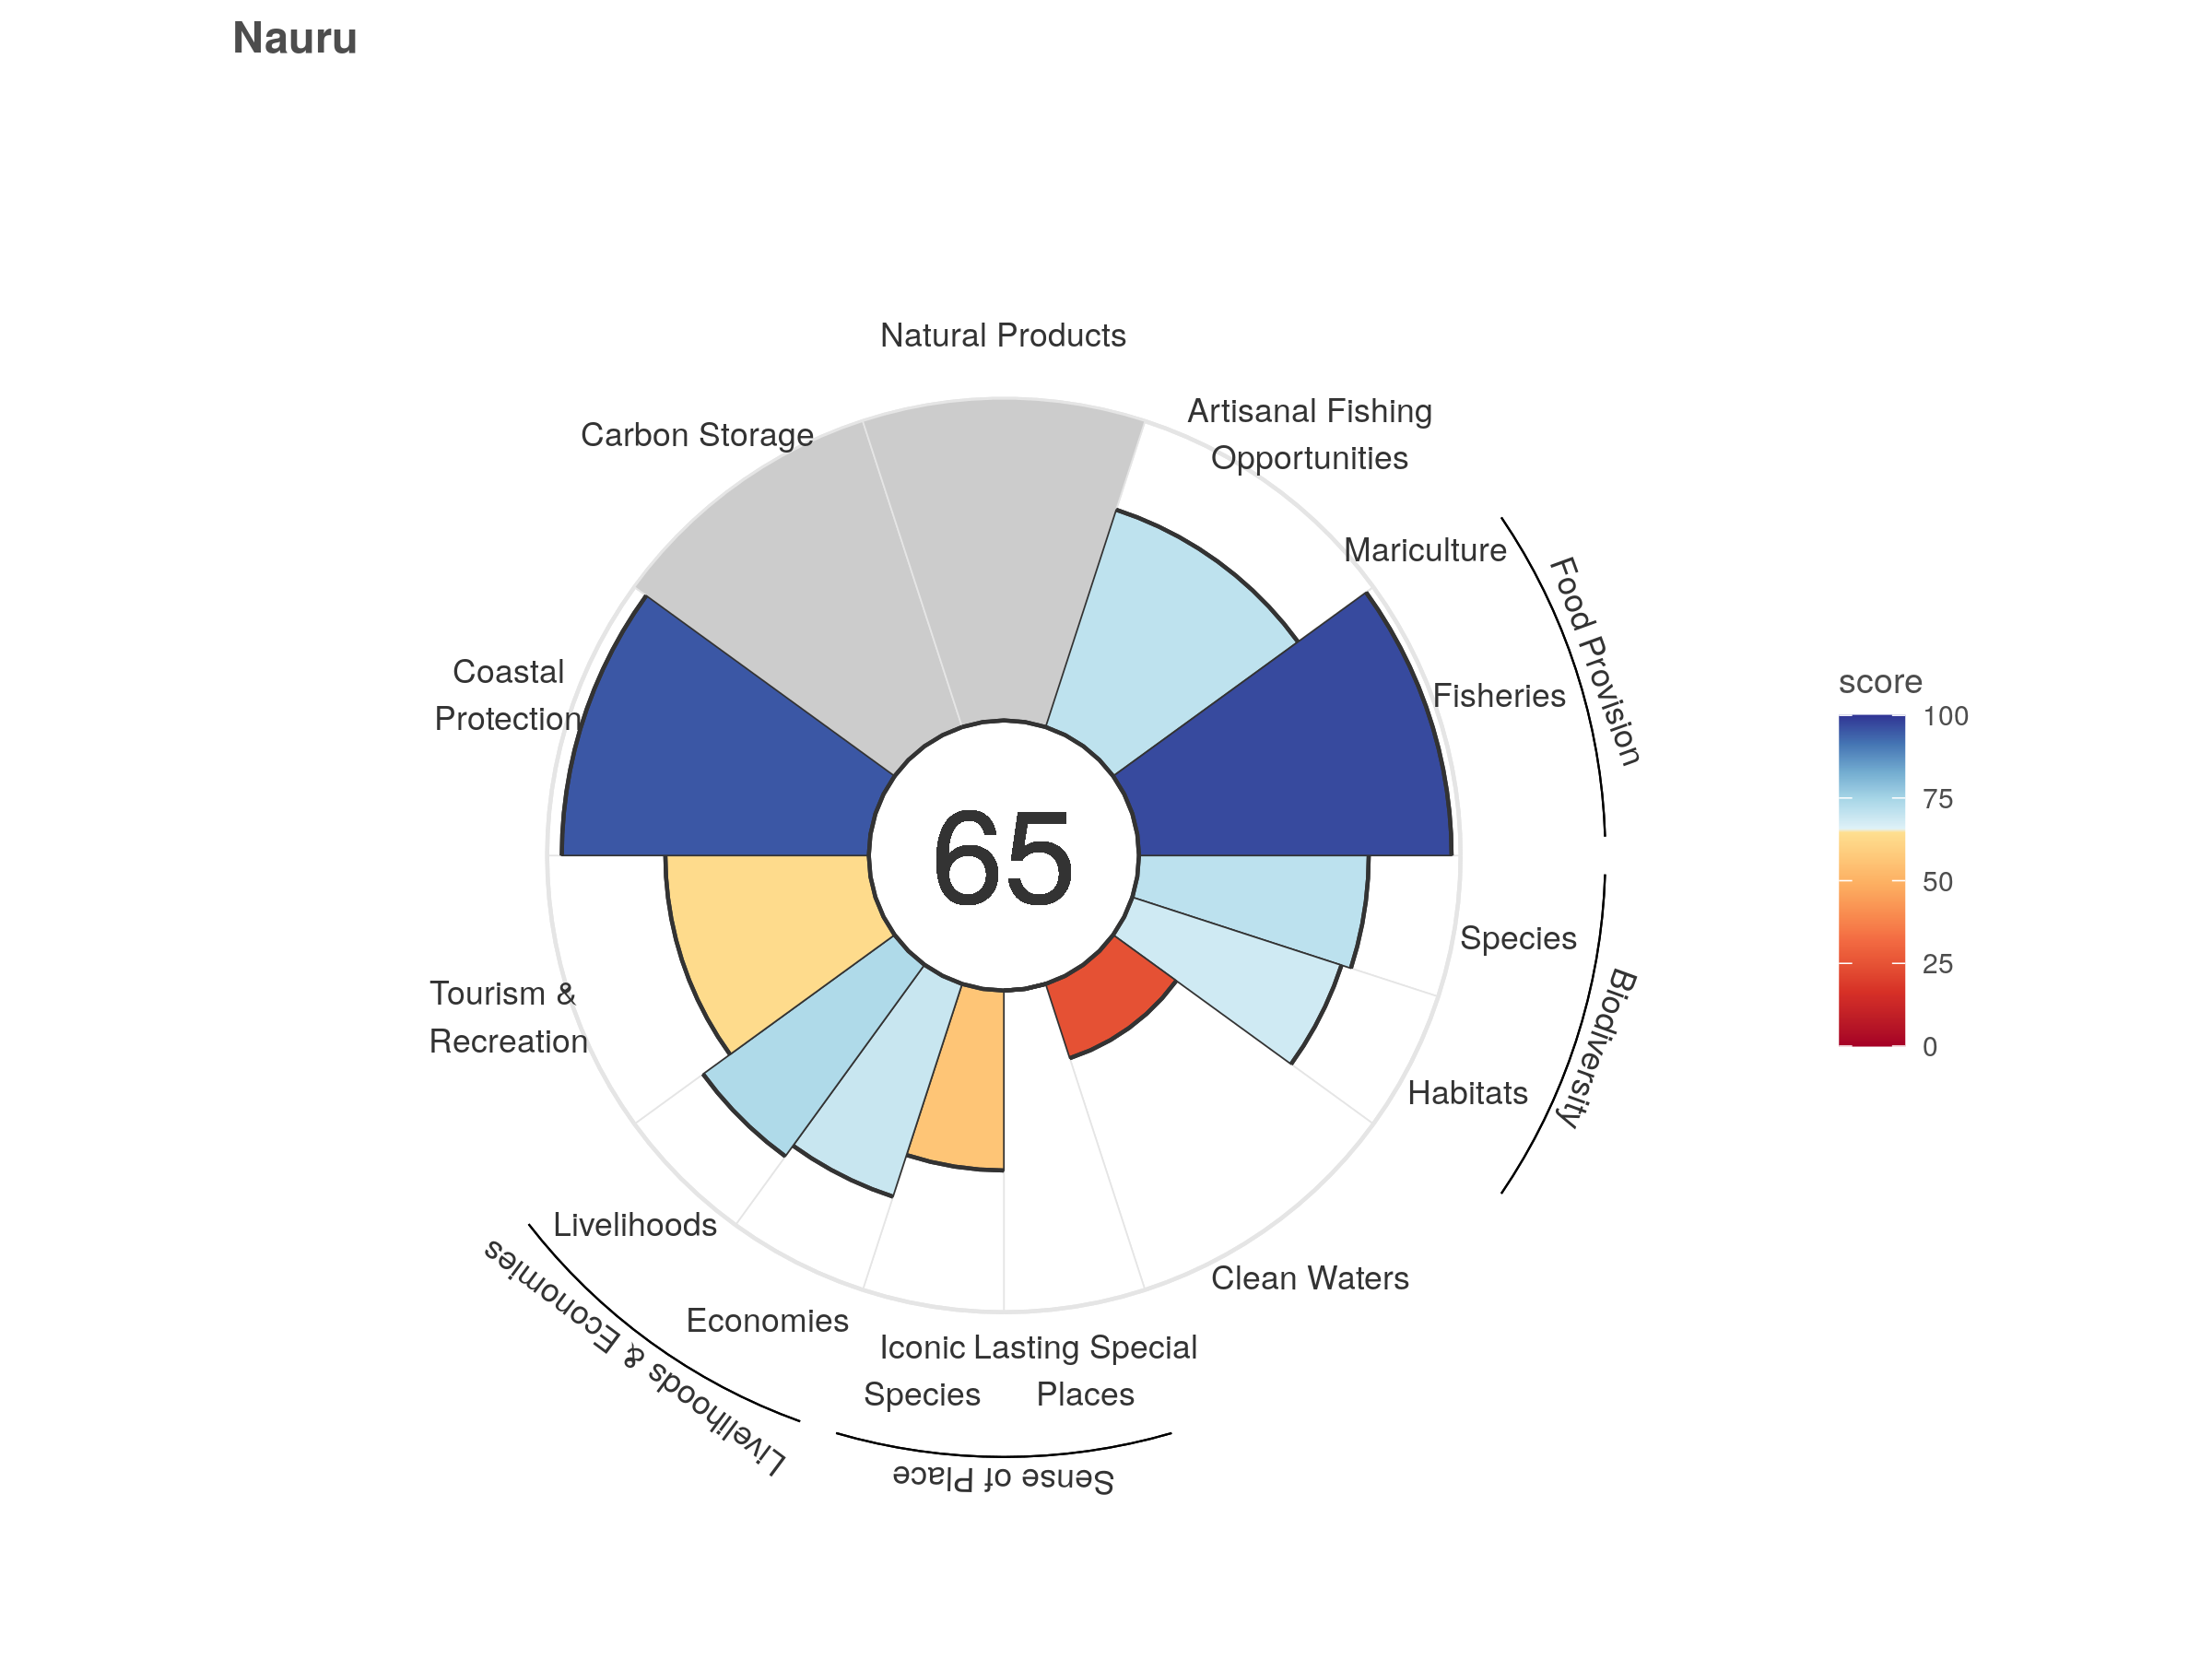 Nauru
Natural Products
Artisanal Fishing
Opportunities
Carbon Storage
Mariculture
Food Provision
Fisheries
Coastal
Protection
65
score
100
75
50
25
0
Species
Biodiversity
Habitats
Tourism &
Recreation
Livelihoods
Livelihoods & Economies
Economies
Clean Waters
Iconic
Species
Lasting Special
Places
Sense of Place